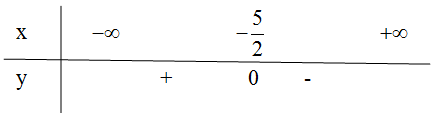 x −∞ −5/2 +∞
y + 0 -